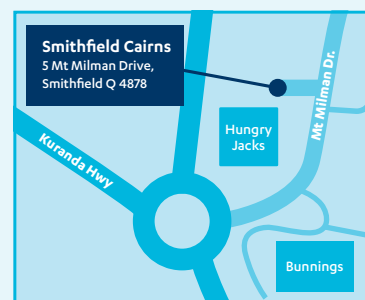 Smithfield Cairns
5 Mt Milman Drive,
Smithfield Q 4878
Mt Milman Dr.
Hungry
Jacks
Kuranda Hwy
Bunnings